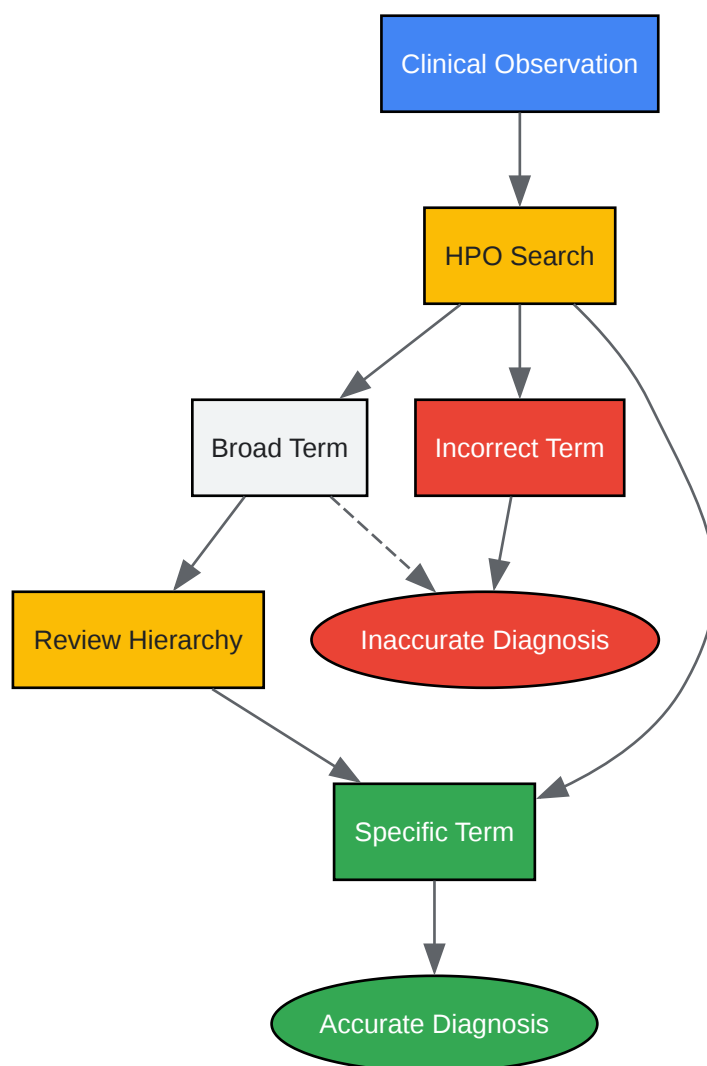 Clinical Observation
HPO Search
Broad Term
Incorrect Term
Review Hierarchy
Inaccurate Diagnosis
Specific Term
Accurate Diagnosis